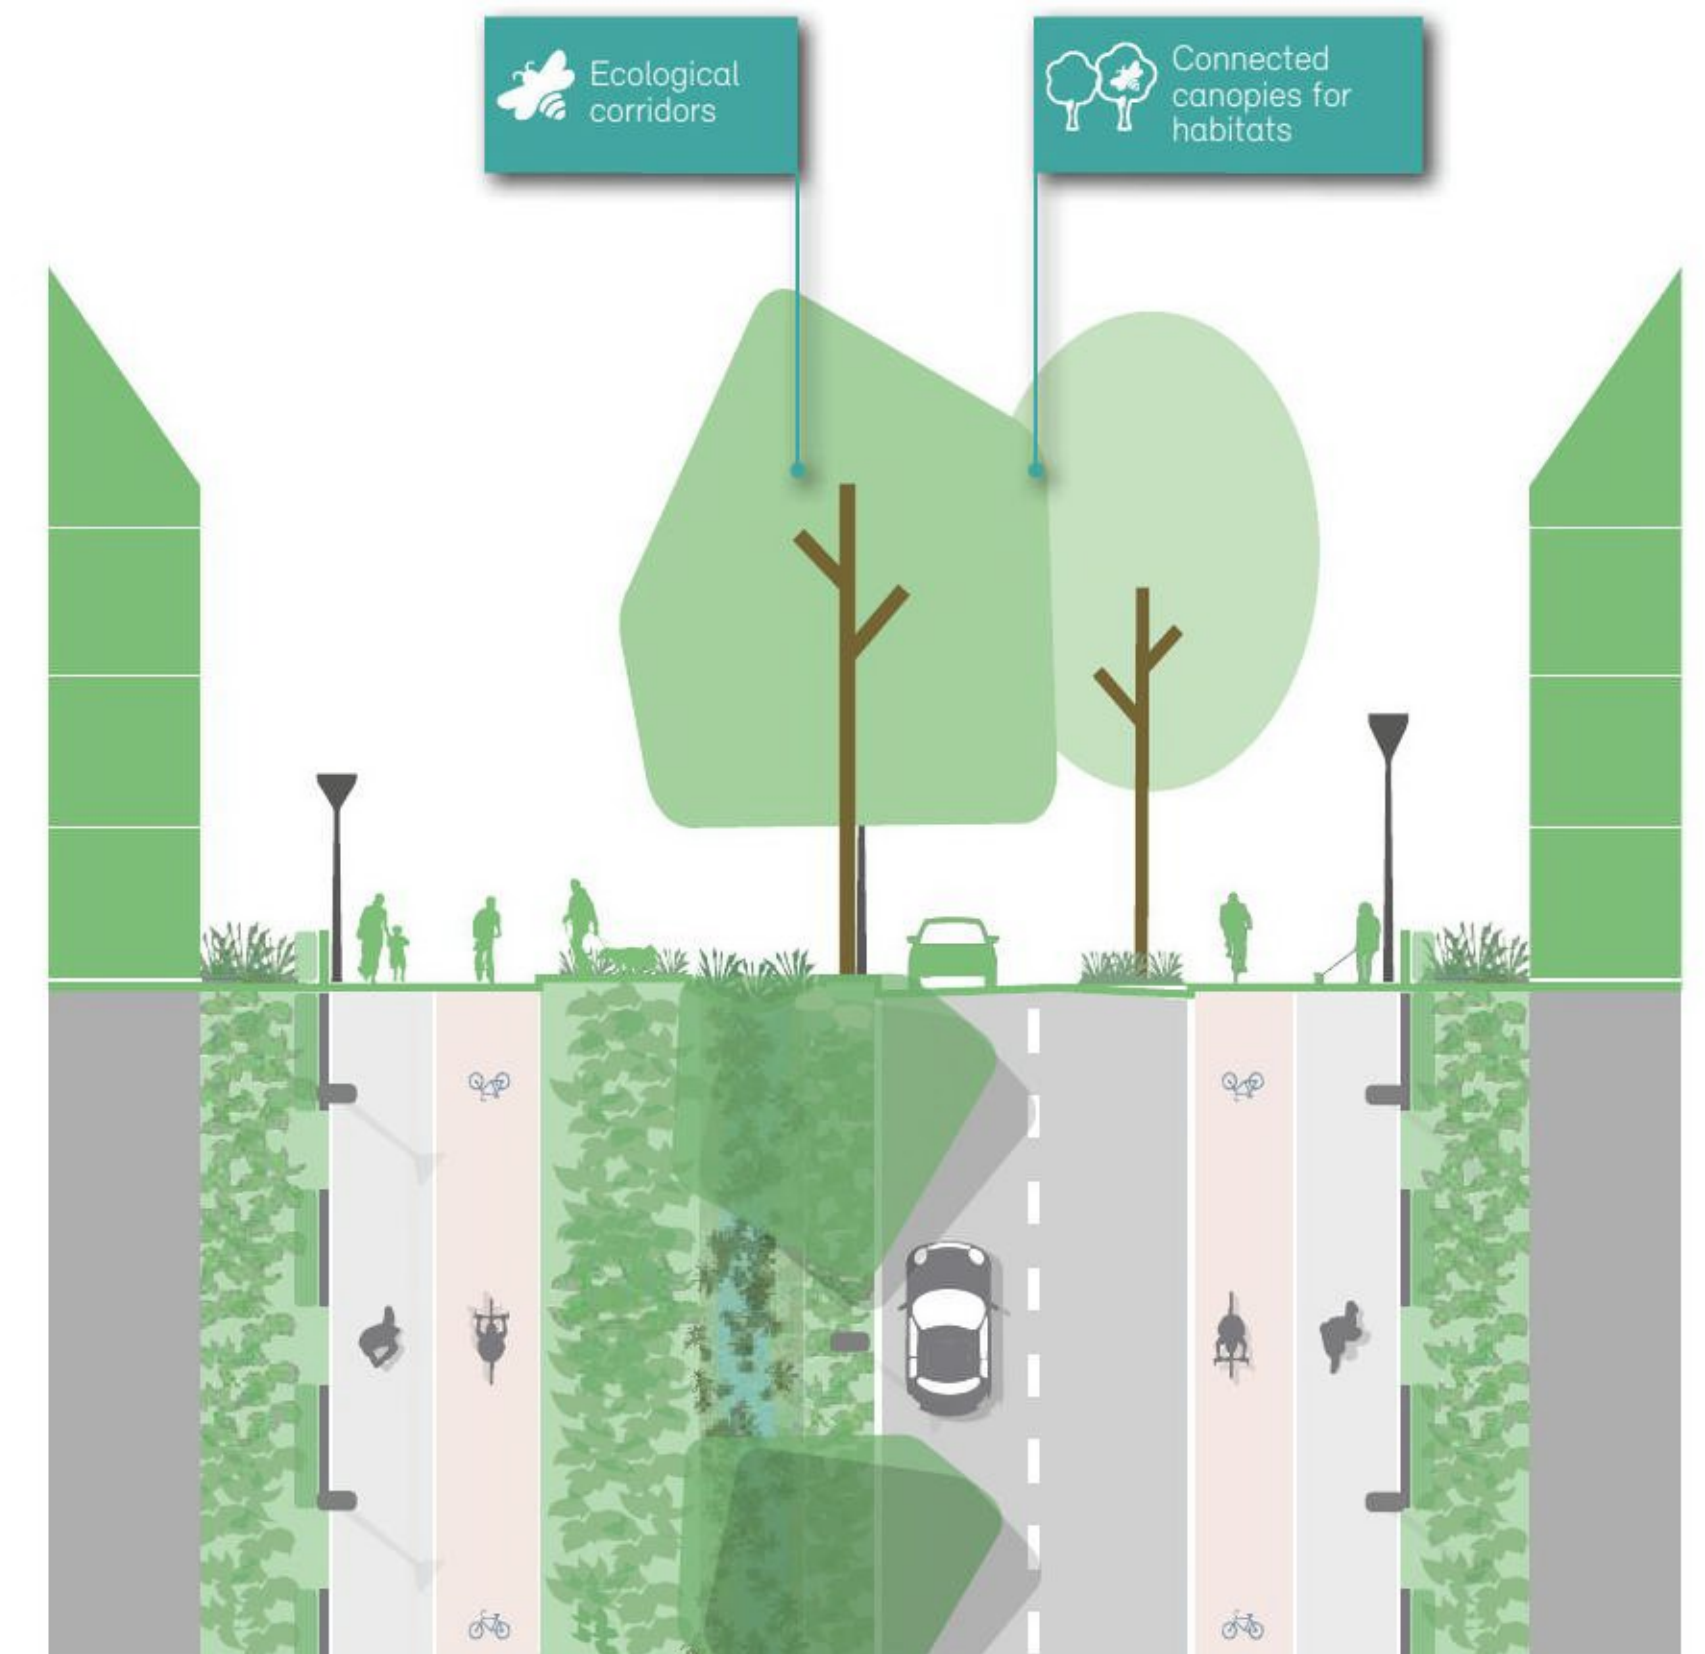 Ecological
corridors
Connected
canopies for
habitats